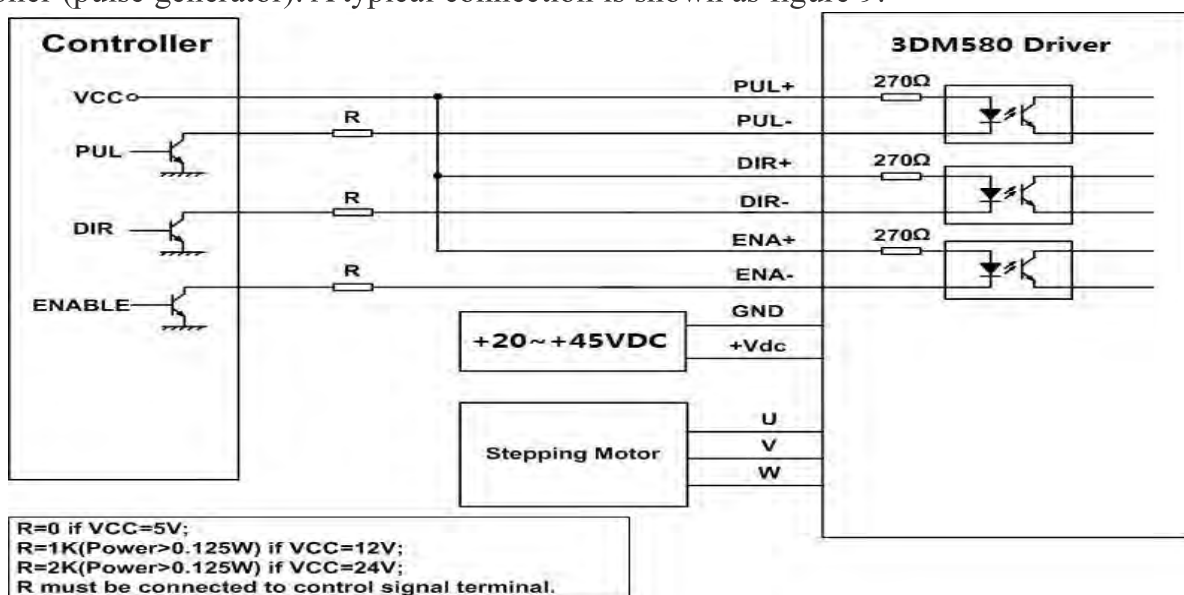 (pulse generator). A typical connection is shown as figure 9.
Controller
3DM580 Driver
VCC
PUL
DIR
ENABLE
R
R
R
PUL+
PUL-
DIR+
DIR-
ENA+
ENA-
GND
+Vdc
270Ω
270Ω
270Ω
+20~+45VDC
Stepping Motor
U
V
W
R=0 if VCC=5V;
R=1K(Power>0.125W) if VCC=12V;
R=2K(Power>0.125W) if VCC=24V;
R must be connected to control signal terminal.